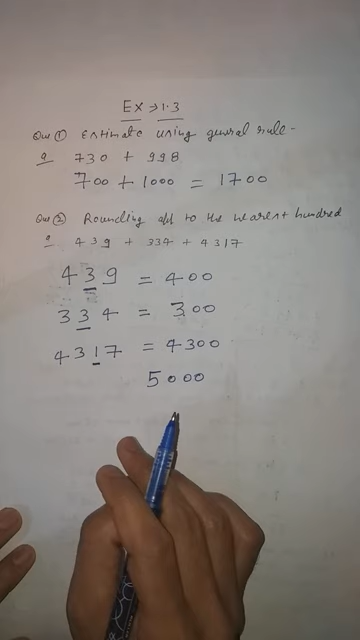 Ex → 1.3
Que ① Estimate using general rule -
a 730 + 998
700 + 1000 = 1700
Que ② Rounding off to the nearest hundred
a 439 + 334 + 4317
439 = 400
334 = 300
4317 = 4300
5000